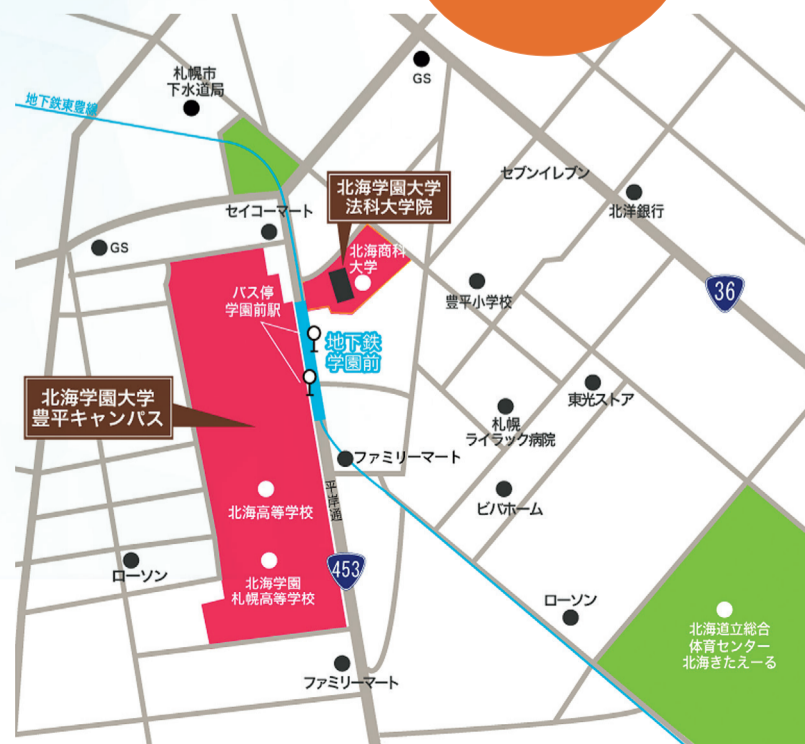 札幌市
下水道局
GS
地下鉄東豊線
セブンイレブン
北海学園大学
法科大学院
北洋銀行
セイコーマート
GS
北海商科
大学
バス停
学園前駅
豊平小学校
36
地下鉄
学園前
北海学園大学
豊平キャンパス
東光ストア
札幌
ライラック病院
ファミリーマート
平岸通
北海高等学校
ビバホーム
ローソン
453
北海学園
札幌高等学校
ローソン
北海道立総合
体育センター
北海きたえーる
ファミリーマート